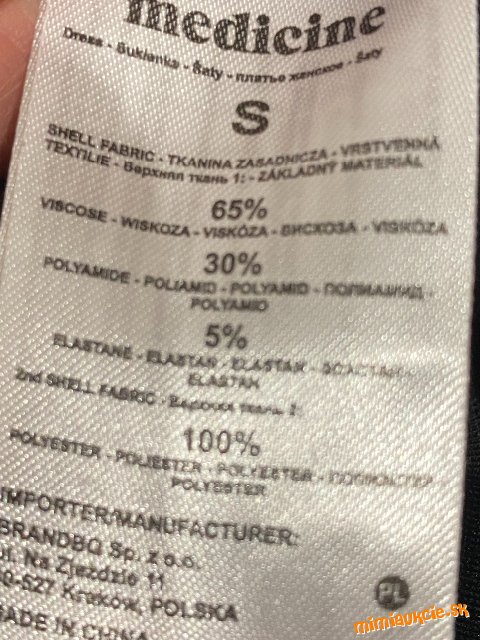 medicine
Dress - Sukienka - Šaty - платье женское - Šaty
S
SHELL FABRIC - TKANINA ZASADNICZA - VRSTVENNÁ
TEXTILIE - Верхняя ткань 1: - ZÁKLADNÝ MATERIÁL
65%
VISCOSE - WISKOZA - VISKÓZA - ВИСКОЗА - VISKÓZA
30%
POLYAMIDE - POLIAMID - POLYAMID - ПОЛИАМИД -
POLYAMID
5%
ELASTANE - ELASTAN - ELASTAN - ЭЛАСТАН -
ELASTAN
2nd SHELL FABRIC - ткань 2:
100%
POLYESTER - POLIESTER - POLYESTER - ПОЛИЭСТЕР -
POLYESTER
IMPORTER/MANUFACTURER:
BRANDBQ Sp. z o.o.
ul. Na Zjeździe 11
30-527 Kraków, POLSKA
MADE IN CHINA
PL
mimiaukcie.sk